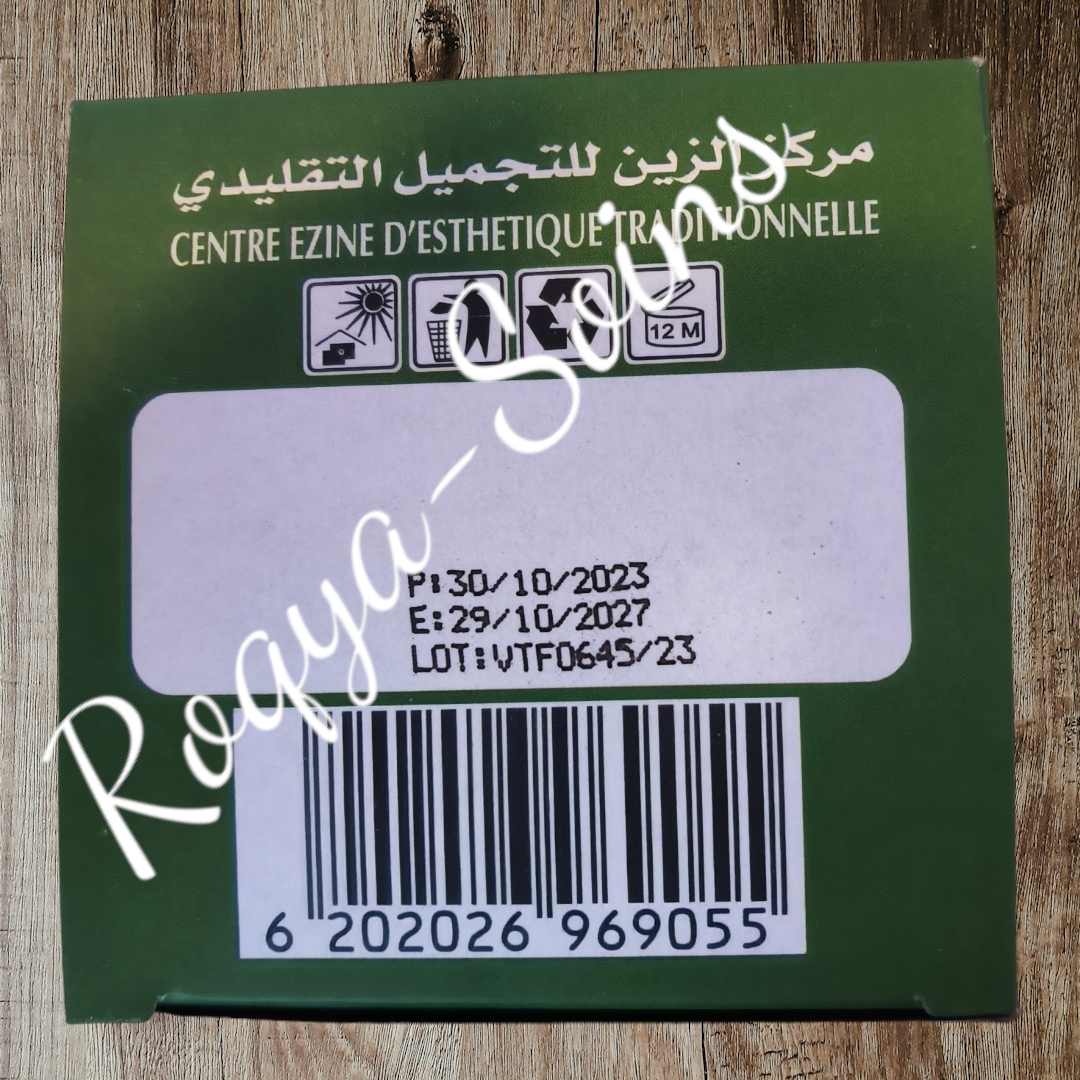 مركز الزين للتجميل التقليدي
CENTRE EZINE D'ESTHETIQUE TRADITIONNELLE
12 M
P:30/10/2023
E:29/10/2027
LOT:VTF0645/23
6 202026 969055
Roqya-Soins